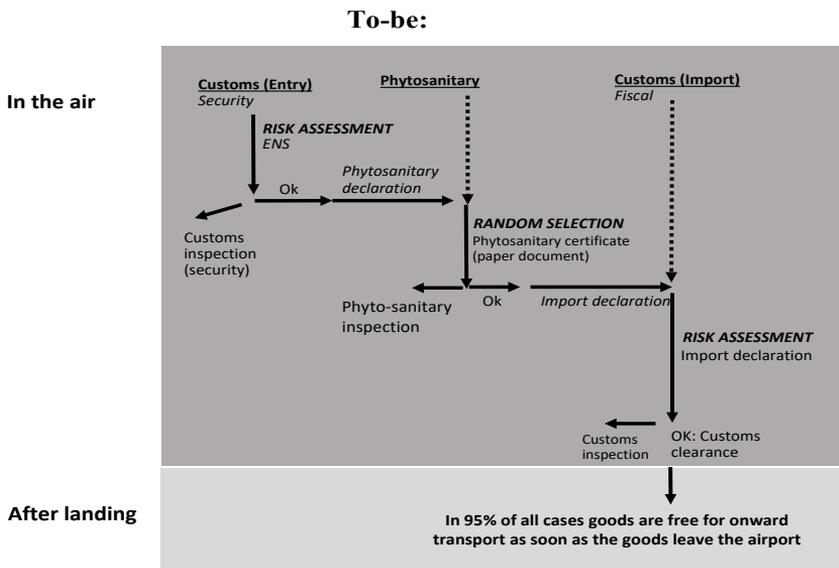 To-be:
In the air
Customs (Entry)
Security
Phytosanitary
Customs (Import)
Fiscal
RISK ASSESSMENT
ENS
Ok
Phytosanitary
declaration
Customs
inspection
(security)
RANDOM SELECTION
Phytosanitary certificate
(paper document)
Phyto-sanitary
inspection
Ok
Import declaration
RISK ASSESSMENT
Import declaration
Customs
inspection
OK: Customs
clearance
After landing
In 95% of all cases goods are free for onward
transport as soon as the goods leave the airport